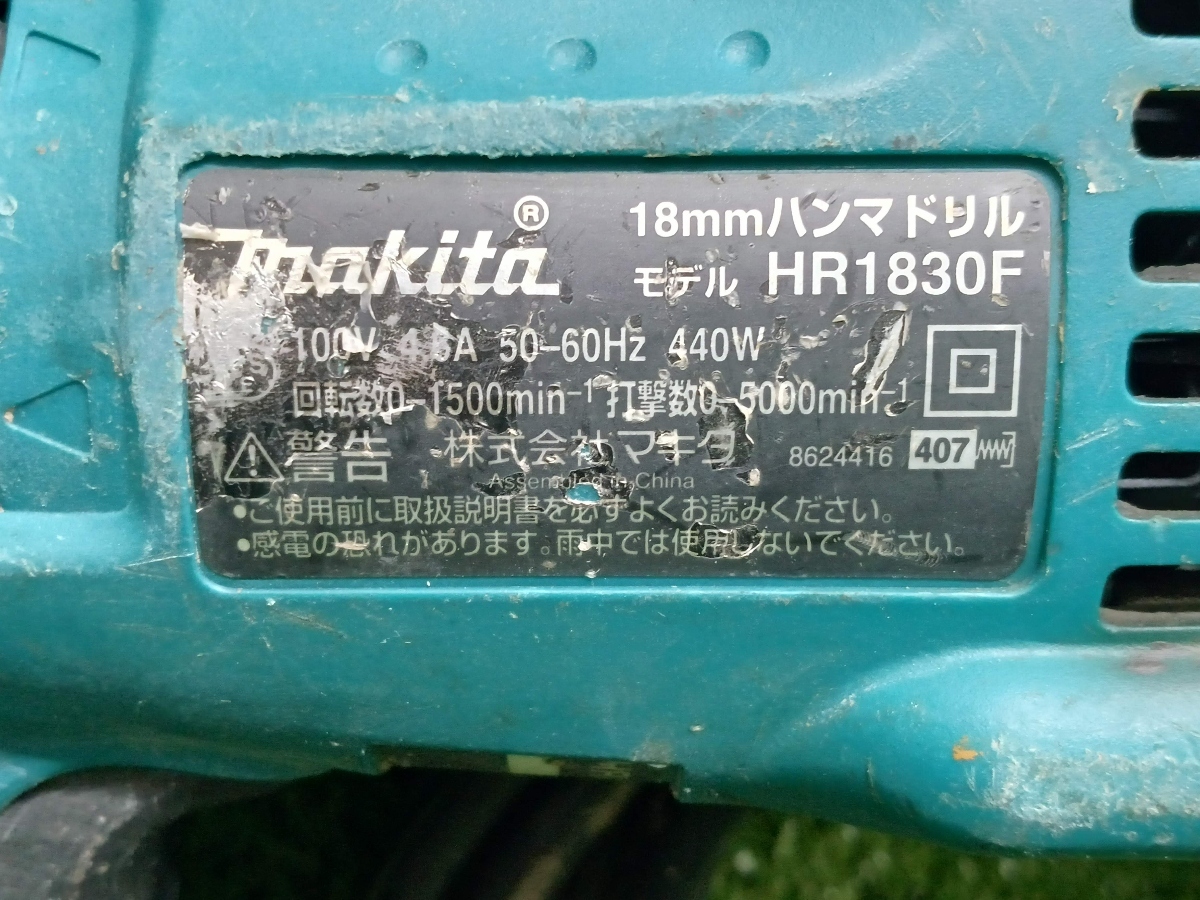 makita® 18mmハンマドリル
モデル HR1830F
100V 4.6A 50-60Hz 440W
回転数0-1500min⁻¹ 打撃数0-5000min⁻¹
警告 株式会社マキタ 8624416 407
Assembled in China
•ご使用前に取扱説明書を必ずよくお読みください。
•感電の恐れがあります。雨中では使用しないでください。